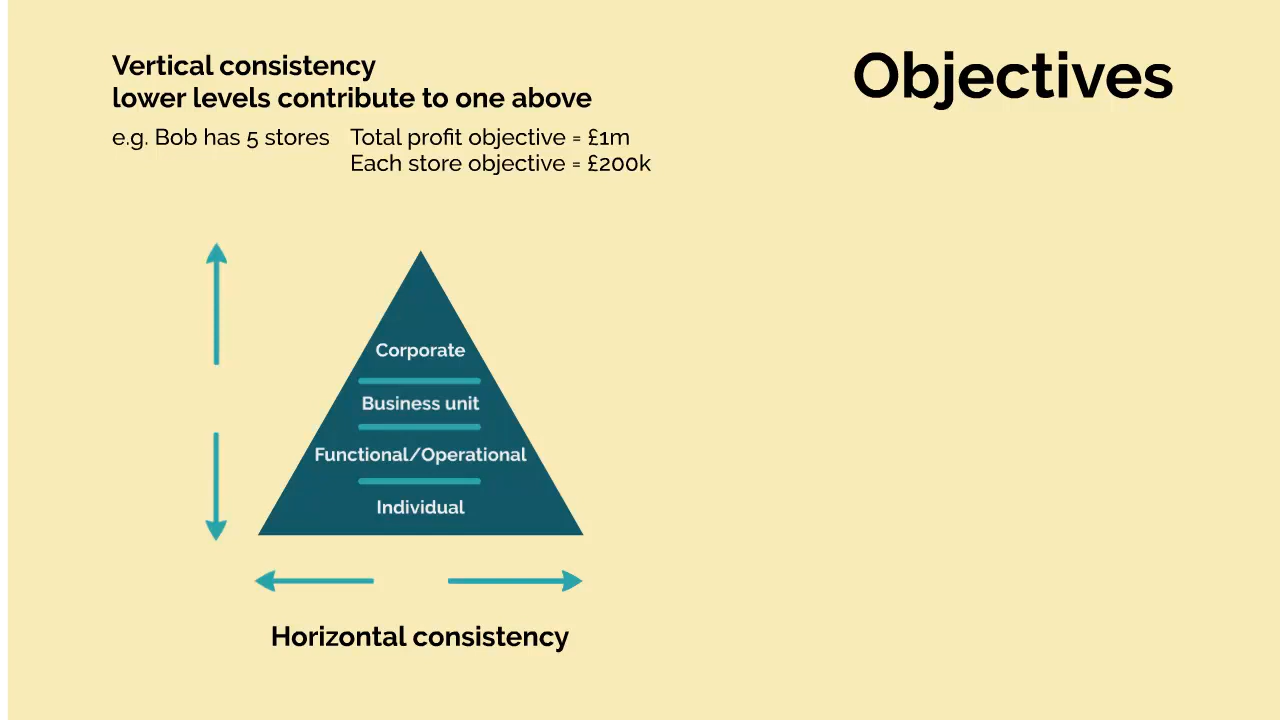 Objectives
Vertical consistency
lower levels contribute to one above
e.g. Bob has 5 stores Total profit objective = £1m
Each store objective = £200k
Corporate
Business unit
Functional/Operational
Individual
Horizontal consistency